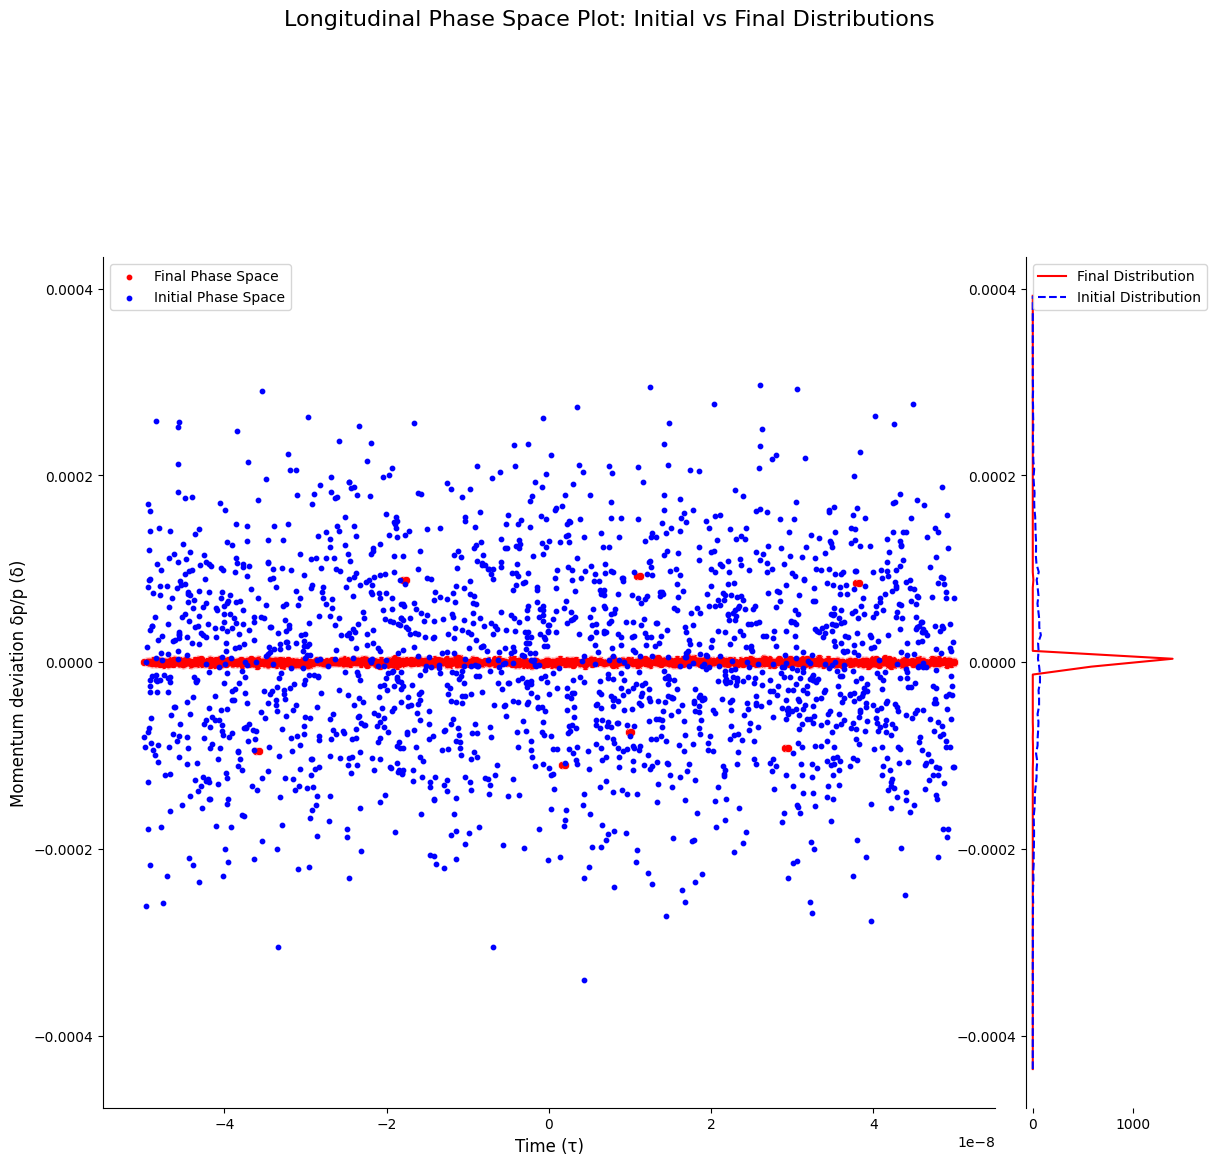 Longitudinal Phase Space Plot: Initial vs Final Distributions
Final Phase Space
Initial Phase Space
Final Distribution
Initial Distribution
0.0004
0.0002
0.0000
−0.0002
−0.0004
Momentum deviation δp/p (δ)
0.0004
0.0002
0.0000
−0.0002
−0.0004
−4
−2
0
2
4
1e−8
Time (τ)
0
1000